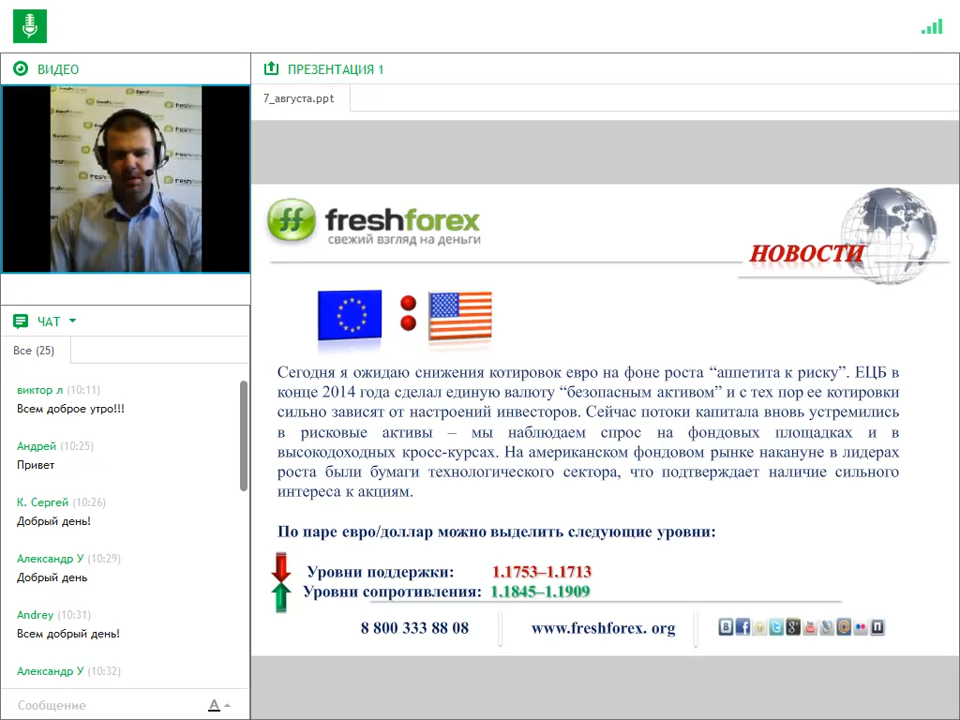 ВИДЕО
ПРЕЗЕНТАЦИЯ 1
7_августа.ppt
freshforex
свежий взгляд на деньги
НОВОСТИ
Сегодня я ожидаю снижения котировок евро на фоне роста “аппетита к риску”. ЕЦБ в
конце 2014 года сделал единую валюту “безопасным активом” и с тех пор ее котировки
сильно зависят от настроений инвесторов. Сейчас потоки капитала вновь устремились
в рисковые активы – мы наблюдаем спрос на фондовых площадках и в
высокодоходных кросс-курсах. На американском фондовом рынке накануне в лидерах
роста были бумаги технологического сектора, что подтверждает наличие сильного
интереса к акциям.
По паре евро/доллар можно выделить следующие уровни:
Уровни поддержки: 1.1753–1.1713
Уровни сопротивления: 1.1845–1.1909
8 800 333 88 08
www.freshforex. org
ЧАТ
Все (25)
виктор л (10:11)
Всем доброе утро!!!
Андрей (10:25)
Привет
К. Сергей (10:26)
Добрый день!
Александр У (10:29)
Добрый день
Andrey (10:31)
Всем добрый день!
Александр У (10:32)
Сообщение
A